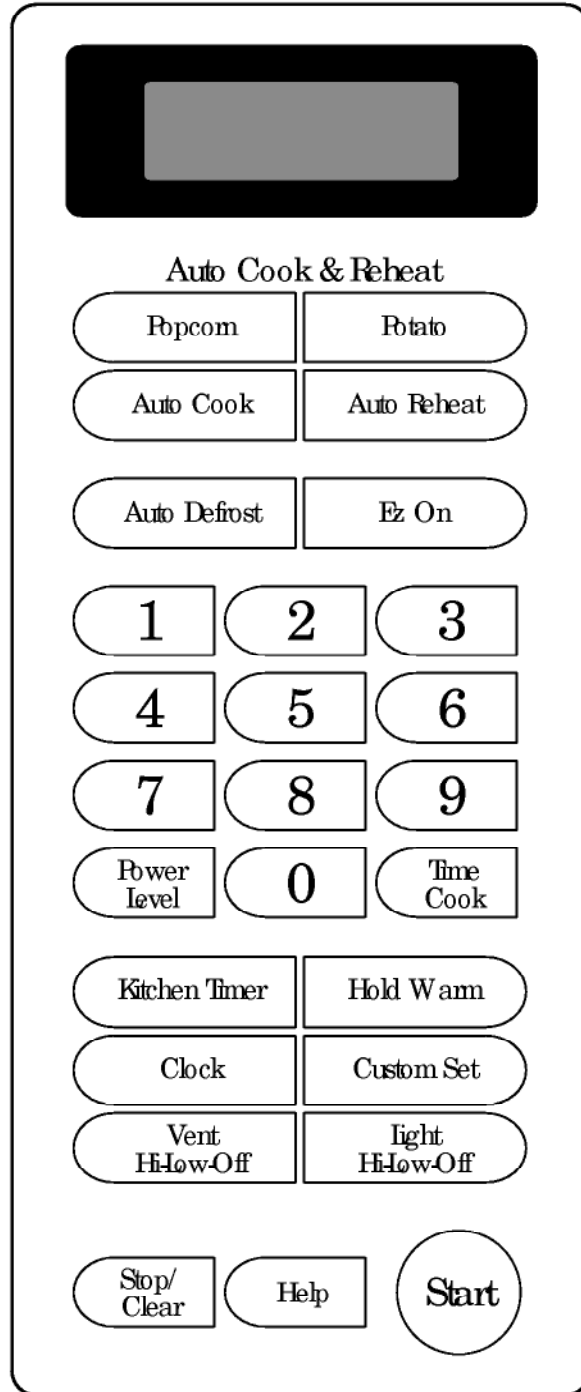 Auto Cook & Reheat
Popcorn
Potato
Auto Cook
Auto Reheat
Auto Defrost
Ez On
1
2
3
4
5
6
7
8
9
Power
Level
0
Time
Cook
Kitchen Timer
Hold Warm
Clock
Custom Set
Vent
Hi-Low-Off
Light
Hi-Low-Off
Stop/
Clear
Help
Start